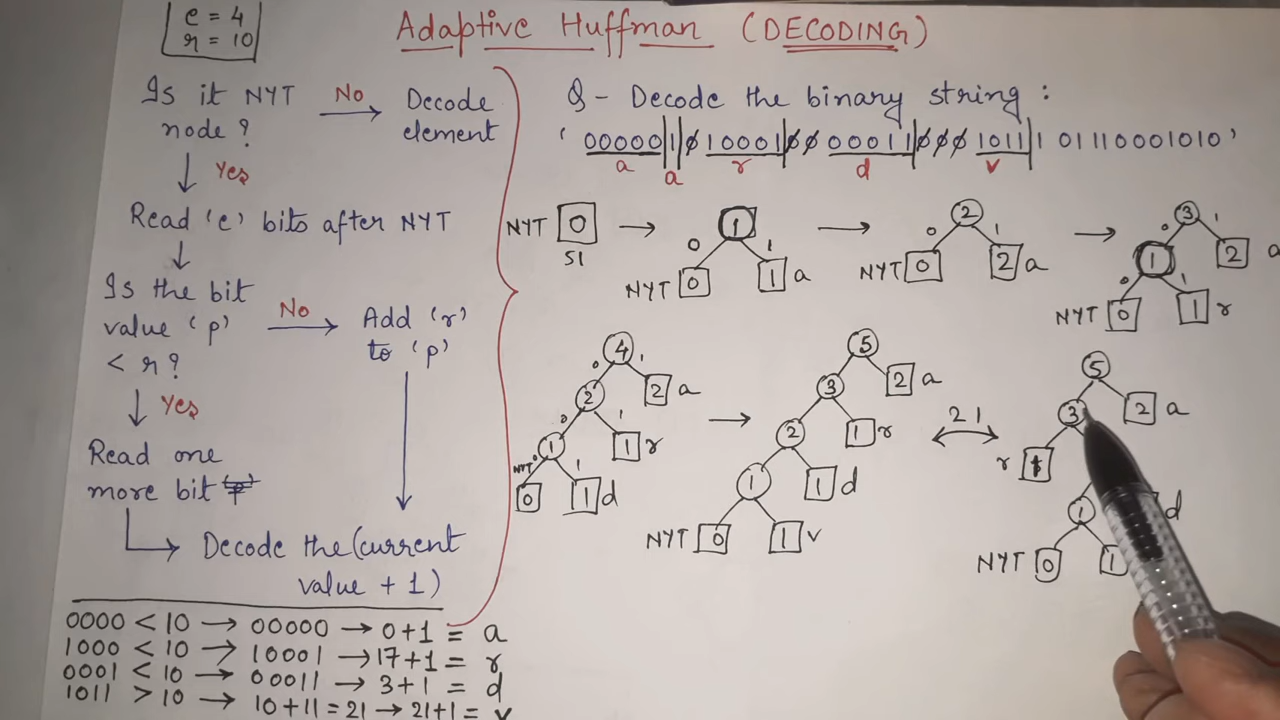 e = 4
r = 10
Adaptive Huffman (DECODING)
Is it NYT node ?
No
Decode element
Yes
Read 'e' bits after NYT
Is the bit value 'p' < r ?
No
Add 'r' to 'p'
Yes
Read one more bit
Decode the (current value + 1)
0000 < 10 → 00000 → 0+1 = a
1000 < 10 → 10001 → 17+1 = r
0001 < 10 → 00011 → 3+1 = d
1011 > 10 → 10+11 = 21 → 21+1 = v
Q - Decode the binary string :
' 00000|1|0 10001|00 00011|000 1011|1 01110001010 '
a a r d v
NYT 0 51
1 0 1 NYT 0 1 a
2 0 1 NYT 0 2 a
3 0 1 1 2 a 0 1 NYT 0 1 r
4 0 1 2 2 a 0 1 1 1 r NYT 0 1 0 1 d
5 3 2 a 2 1 r 1 1 d NYT 0 1 v
21
5 3 2 a r 1 1 d NYT 0 1